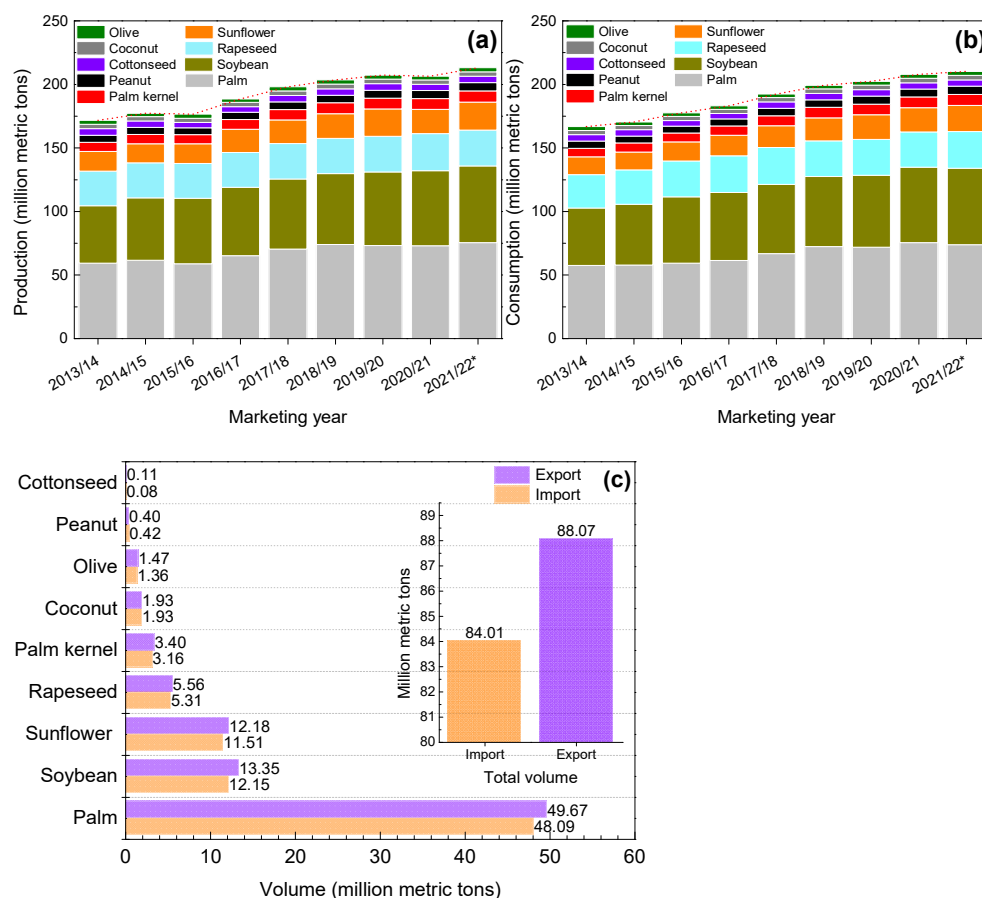 (a)
Olive
Coconut
Cottonseed
Peanut
Palm kernel
Sunflower
Rapeseed
Soybean
Palm
Production (million metric tons)
250
200
150
100
50
0
2013/14
2014/15
2015/16
2016/17
2017/18
2018/19
2019/20
2020/21
2021/22*
Marketing year
(b)
Olive
Coconut
Cottonseed
Peanut
Palm kernel
Sunflower
Rapeseed
Soybean
Palm
Consumption (million metric tons)
250
200
150
100
50
0
2013/14
2014/15
2015/16
2016/17
2017/18
2018/19
2019/20
2020/21
2021/22*
Marketing year
(c)
Export
Import
Cottonseed
0.11
0.08
Peanut
0.40
0.42
Olive
1.47
1.36
Coconut
1.93
1.93
Palm kernel
3.40
3.16
Rapeseed
5.56
5.31
Sunflower
12.18
11.51
Soybean
13.35
12.15
Palm
49.67
48.09
0 10 20 30 40 50 60
Volume (million metric tons)
Million metric tons
89
88
87
86
85
84
83
82
81
80
84.01
88.07
Import Export
Total volume